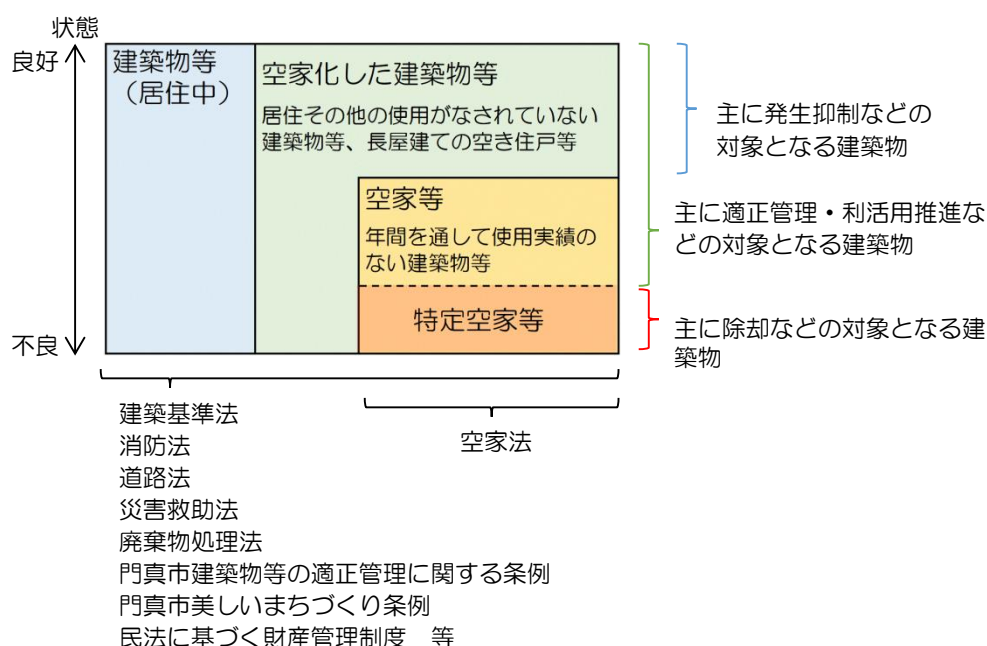 状態
良好
不良
建築物等
（居住中）
空家化した建築物等
居住その他の使用がなされていない
建築物等、長屋建ての空き住戸等
空家等
年間を通して使用実績の
ない建築物等
特定空家等
主に発生抑制などの
対象となる建築物
主に適正管理・利活用推進な
どの対象となる建築物
主に除却などの対象となる建
築物
建築基準法
消防法
道路法
災害救助法
廃棄物処理法
門真市建築物等の適正管理に関する条例
門真市美しいまちづくり条例
民法に基づく財産管理制度　等
空家法